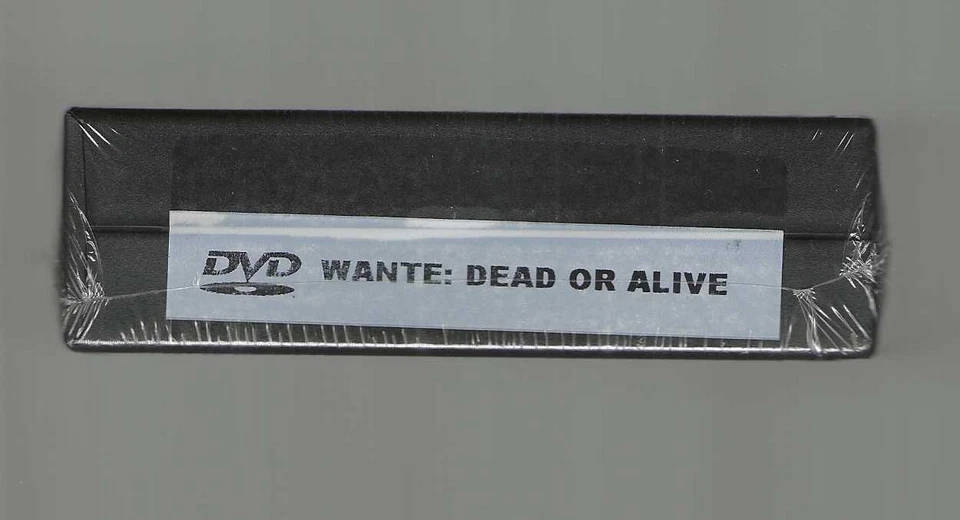 DVD WANTE: DEAD OR ALIVE